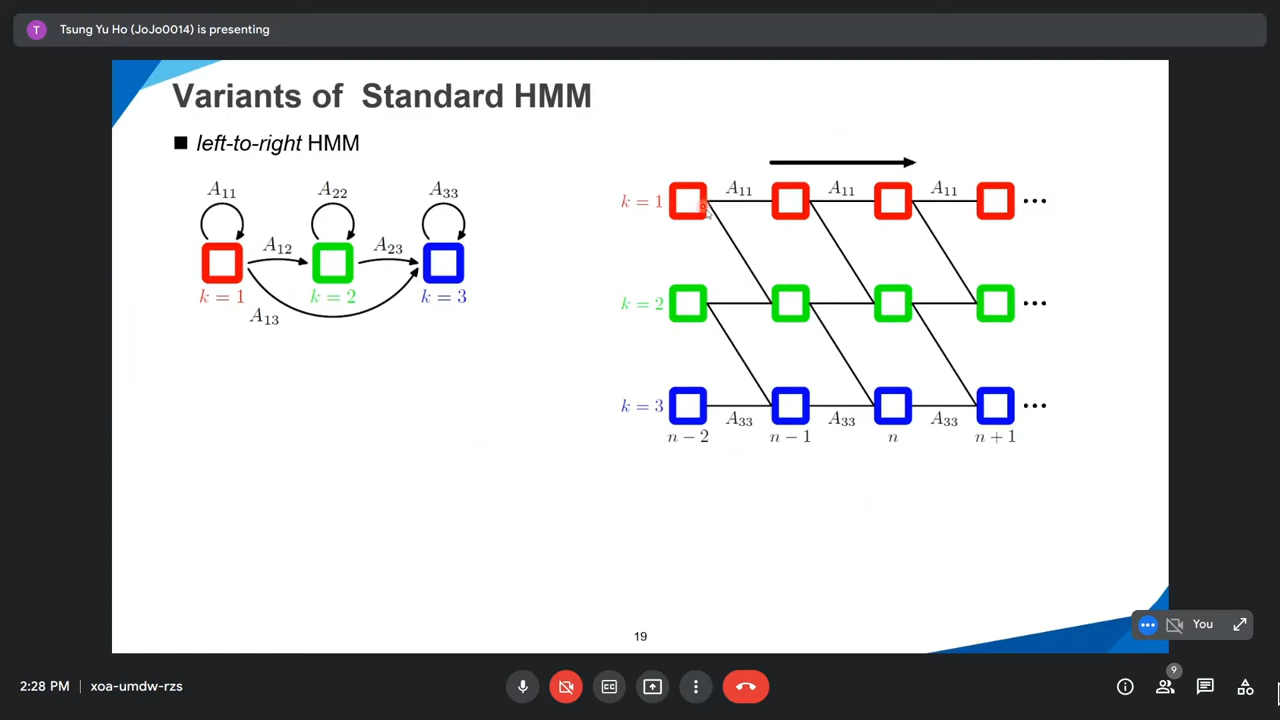 T
Tsung Yu Ho (JoJo0014) is presenting
Variants of Standard HMM
left-to-right HMM
A11 A22 A33
A12 A23
k = 1 k = 2 k = 3
A13
k = 1 A11 A11 A11 ...
k = 2 ...
k = 3 ...
A33 A33 A33
n − 2 n − 1 n n + 1
19
You
2:28 PM | xoa-umdw-rzs
CC
9